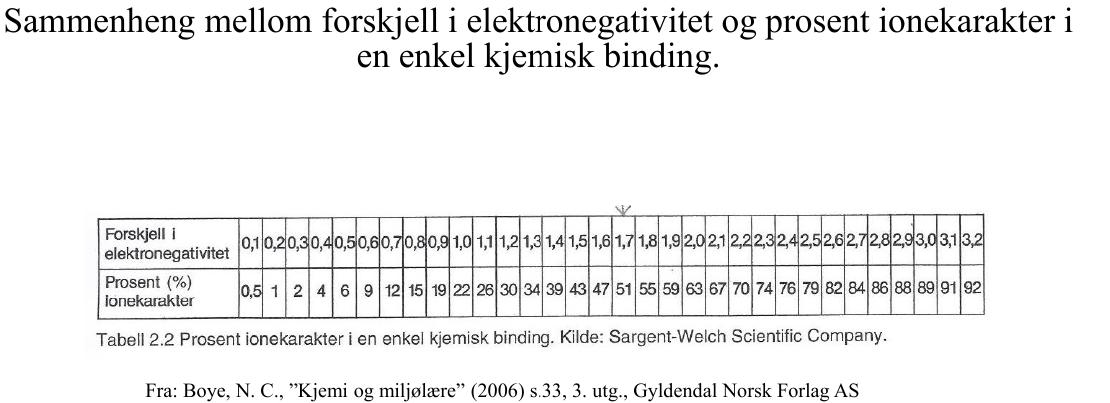 Sammenheng mellom forskjell i elektronegativitet og prosent ionekarakter i
en enkel kjemisk binding.
Forskjell i
elektronegativitet 0,1 0,2 0,3 0,4 0,5 0,6 0,7 0,8 0,9 1,0 1,1 1,2 1,3 1,4 1,5 1,6 1,7 1,8 1,9 2,0 2,1 2,2 2,3 2,4 2,5 2,6 2,7 2,8 2,9 3,0 3,1 3,2
Prosent (%)
ionekarakter 0,5 1 2 4 6 9 12 15 19 22 26 30 34 39 43 47 51 55 59 63 67 70 74 76 79 82 84 86 88 89 91 92
Tabell 2.2 Prosent ionekarakter i en enkel kjemisk binding. Kilde: Sargent-Welch Scientific Company.
Fra: Boye, N. C., ”Kjemi og miljølære” (2006) s.33, 3. utg., Gyldendal Norsk Forlag AS